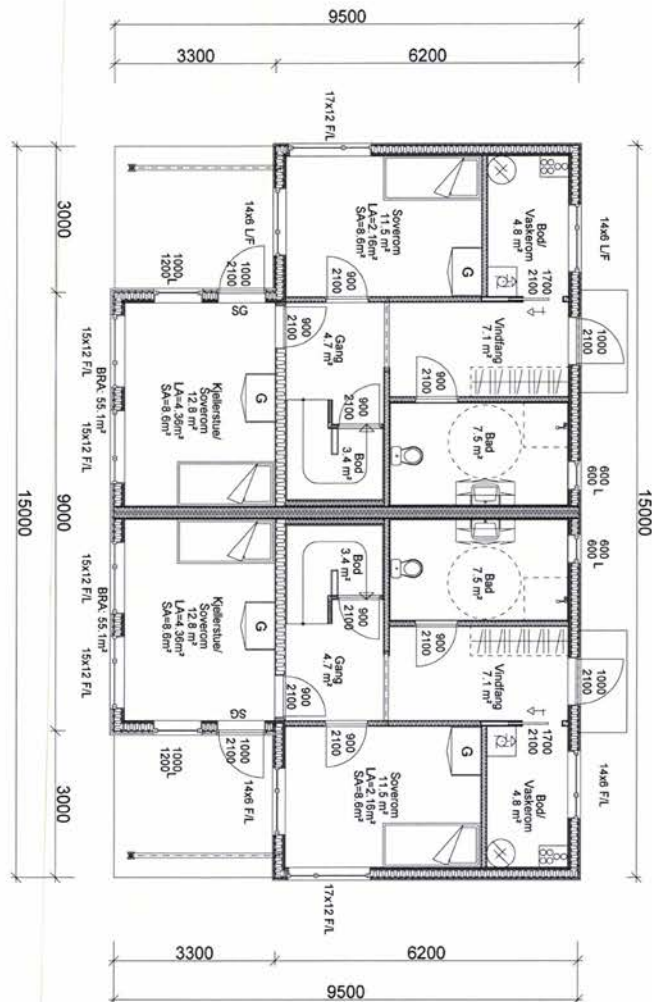 9500
3300
6200
17x12 F/L
15000
3000
9000
3000
15000
Soverom
11.5 m²
LA=2.16m²
SA=8.6m²
G
Bod/
Vaskerom
4.8 m²
14x6 L/F
14x6 L/F
1000L
1200
1000
2100
SG
900
2100
900
2100
1700
2100
1000
2100
Gang
4.7 m²
900
2100
Vindfang
7.1 m²
900
2100
15x12 F/L
BRA: 55.1m²
15x12 F/L
Kjellerstue/
Soverom
12.8 m²
LA=4.36m²
SA=8.6m²
G
Bod
3.4 m²
Bad
7.5 m²
600
600 L
15000
600 L
600
15x12 F/L
BRA: 55.1m²
15x12 F/L
Kjellerstue/
Soverom
12.8 m²
LA=4.36m²
SA=8.6m²
G
Bod
3.4 m²
Bad
7.5 m²
900
2100
Gang
4.7 m²
900
2100
Vindfang
7.1 m²
1000
2100
SG
900
2100
900
2100
1700
2100
1000
2100
1000L
1200
14x6 F/L
G
Soverom
11.5 m²
LA=2.16m²
SA=8.6m²
Bod/
Vaskerom
4.8 m²
14x6 F/L
17x12 F/L
3300
6200
9500